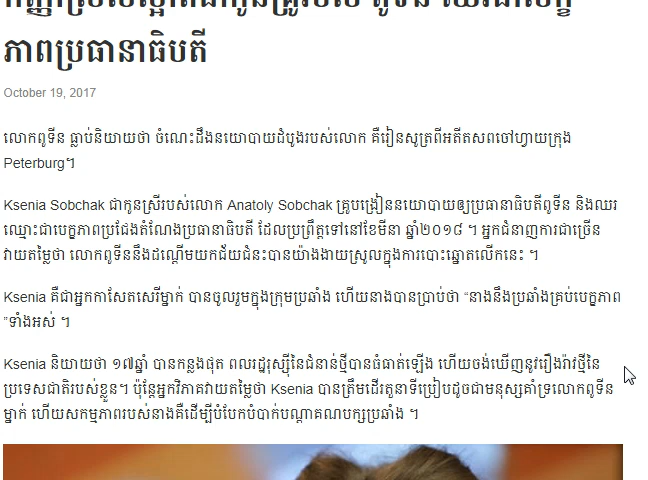 ភាពប្រធានាធិបតី
October 19, 2017
លោកពូទីន ធ្លាប់និយាយថា ចំណេះដឹងនយោបាយដំបូងរបស់លោក គឺរៀនសូត្រពីអតីតសពចៅហ្វាយក្រុង
Peterburg។
Ksenia Sobchak ជាកូនស្រីរបស់លោក Anatoly Sobchak គ្រូបង្រៀននយោបាយឲ្យប្រធានាធិបតីពូទីន និងឈរ
ឈ្មោះជាបេក្ខភាពប្រជែងតំណែងប្រធានាធិបតី ដែលប្រព្រឹត្តទៅនៅខែមីនា ឆ្នាំ២០១៨ ។ អ្នកជំនាញការជាច្រើន
វាយតម្លៃថា លោកពូទីននឹងដណ្តើមយកជ័យជំនះបានយ៉ាងងាយស្រួលក្នុងការបោះឆ្នោតលើកនេះ ។
Ksenia គឺជាអ្នកកាសែតសេរីម្នាក់ បានចូលរួមក្នុងក្រុមប្រឆាំង ហើយនាងបានប្រាប់ថា “នាងនឹងប្រឆាំងគ្រប់បេក្ខភាព
”ទាំងអស់ ។
Ksenia និយាយថា ១៧ឆ្នាំ បានកន្លងផុត ពលរដ្ឋរុស្ស៊ីនៃជំនាន់ថ្មីបានធំធាត់ឡើង ហើយចង់ឃើញនូវរឿងរ៉ាវថ្មីនៃ
ប្រទេសជាតិរបស់ខ្លួន។ ប៉ុន្តែអ្នកវិភាគវាយតម្លៃថា Ksenia បានត្រឹមដើរតួនាទីប្រៀបដូចជាមនុស្សគាំទ្រលោកពូទីន
ម្នាក់ ហើយសកម្មភាពរបស់នាងគឺដើម្បីបំបែកបំបាក់បណ្តាគណបក្សប្រឆាំង ។